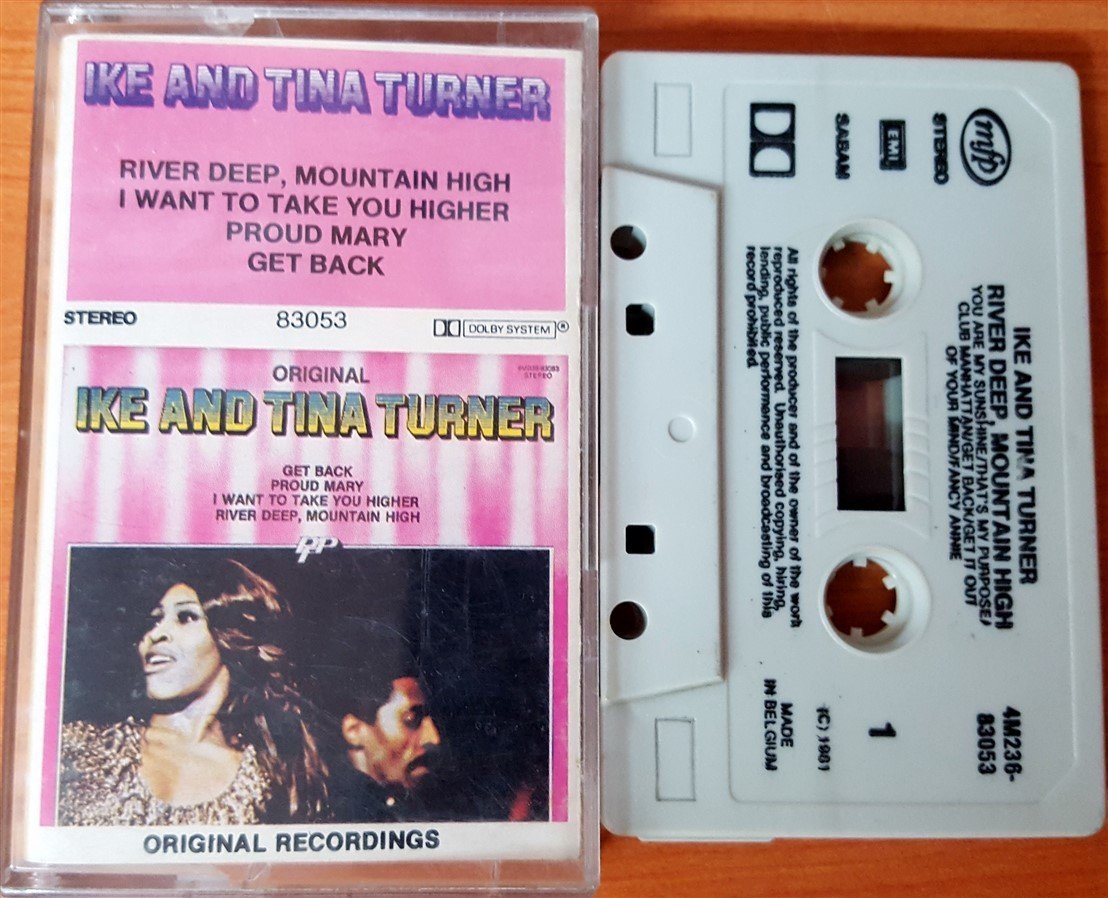 IKE AND TINA TURNER
RIVER DEEP, MOUNTAIN HIGH
I WANT TO TAKE YOU HIGHER
PROUD MARY
GET BACK
STEREO 83053 DOLBY SYSTEM®
83053
STEREO
ORIGINAL
IKE AND TINA TURNER
GET BACK
PROUD MARY
I WANT TO TAKE YOU HIGHER
RIVER DEEP, MOUNTAIN HIGH
ORIGINAL RECORDINGS
mfp
STEREO
EMI
SABAM
IKE AND TINA TURNER
RIVER DEEP, MOUNTAIN HIGH
YOU ARE MY SUNSHINE/THAT'S MY PURPOSE/
CLUB MANHATTAN/GET BACK/GET IT OUT
OF YOUR MIND/FANCY ANNIE
4M236-
83053
1
(C) 1981
MADE
IN BELGIUM
All rights of the producer and of the owner of the work
reproduced reserved. Unauthorised copying, hiring,
lending, public performance and broadcasting of this
record prohibited.